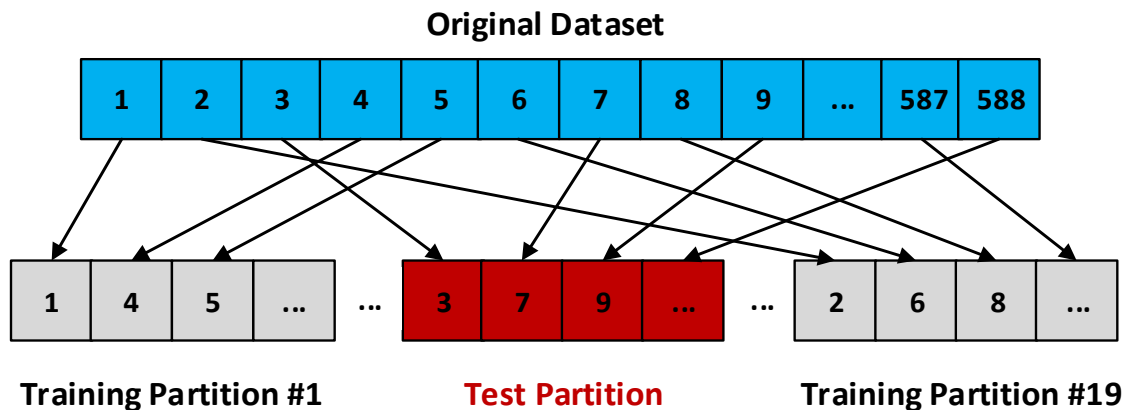 Original Dataset
1 2 3 4 5 6 7 8 9 ... 587 588
1 4 5 ... ... 3 7 9 ... ... 2 6 8 ...
Training Partition #1 Test Partition Training Partition #19